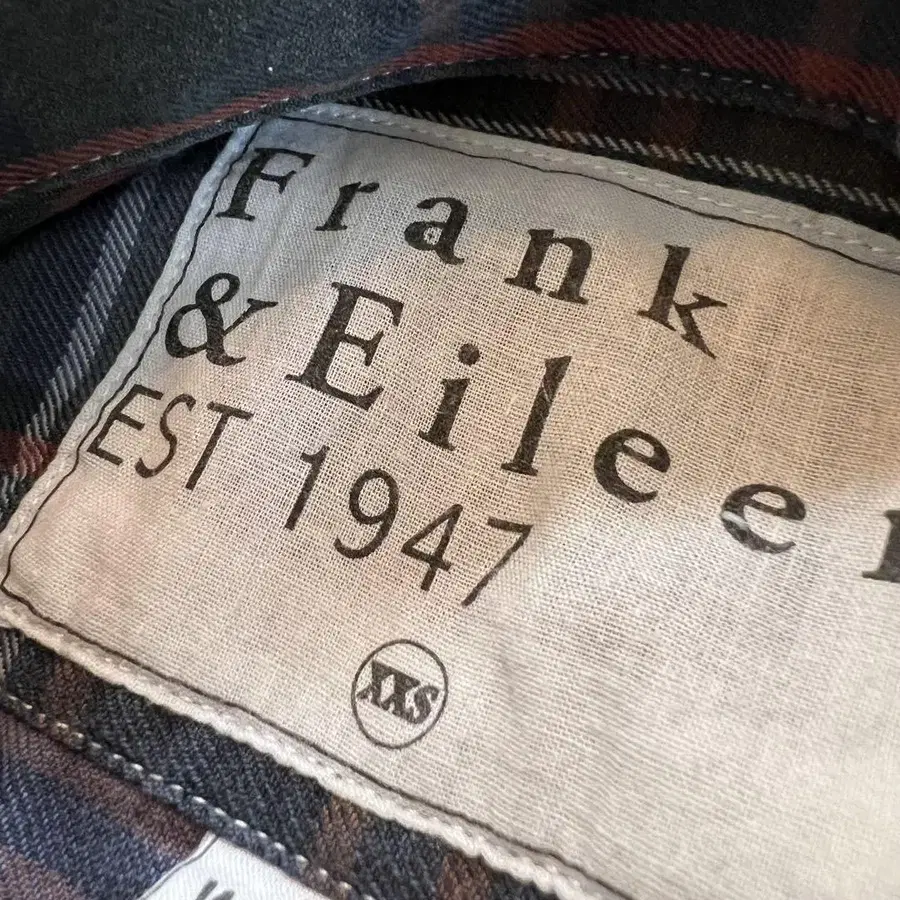 Frank
& Eileen
EST 1947
XXS